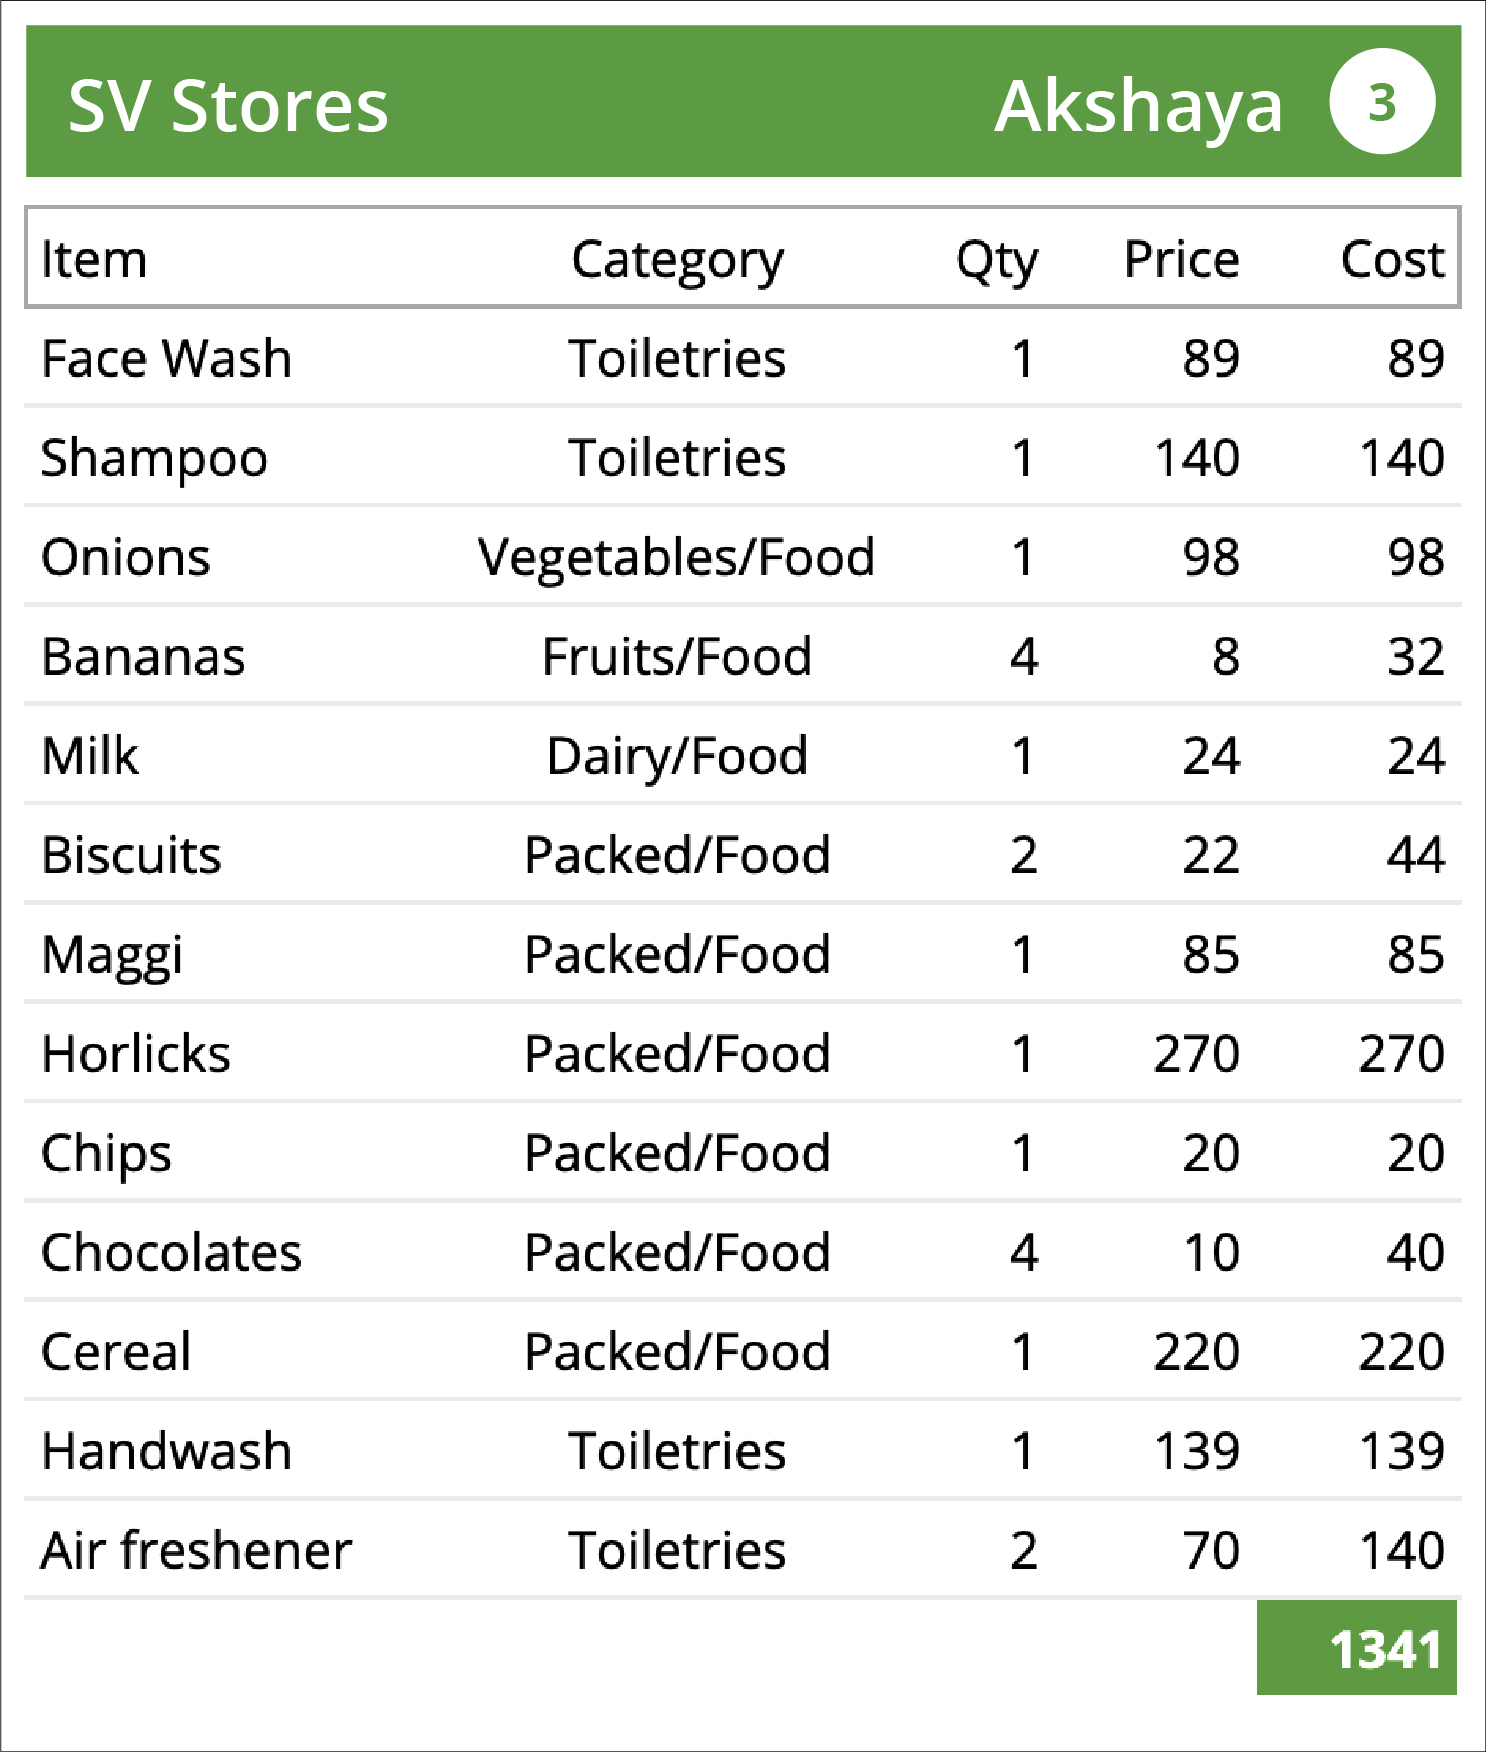 SV Stores Akshaya 3
Item Category Qty Price Cost
Face Wash Toiletries 1 89 89
Shampoo Toiletries 1 140 140
Onions Vegetables/Food 1 98 98
Bananas Fruits/Food 4 8 32
Milk Dairy/Food 1 24 24
Biscuits Packed/Food 2 22 44
Maggi Packed/Food 1 85 85
Horlicks Packed/Food 1 270 270
Chips Packed/Food 1 20 20
Chocolates Packed/Food 4 10 40
Cereal Packed/Food 1 220 220
Handwash Toiletries 1 139 139
Air freshener Toiletries 2 70 140
1341